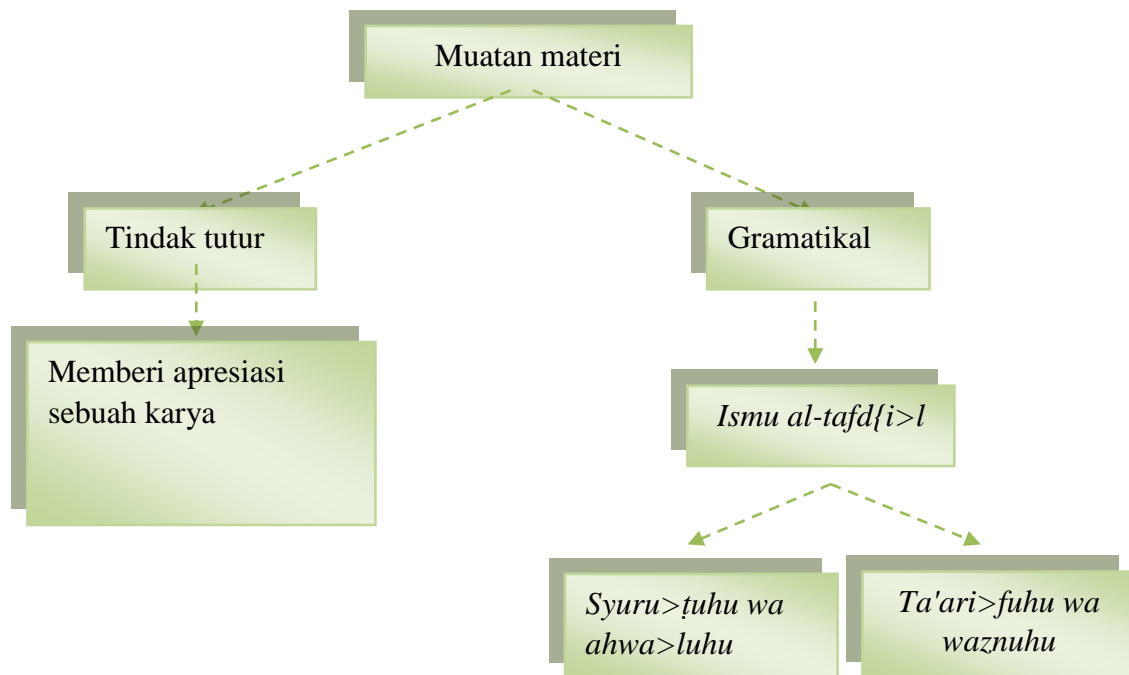 Muatan materi
Tindak tutur
Gramatikal
Memberi apresiasi
sebuah karya
Ismu al-tafd{i>l
Syuru>ṭuhu wa
ahwa>luhu
Ta'ari>fuhu wa
waznuhu